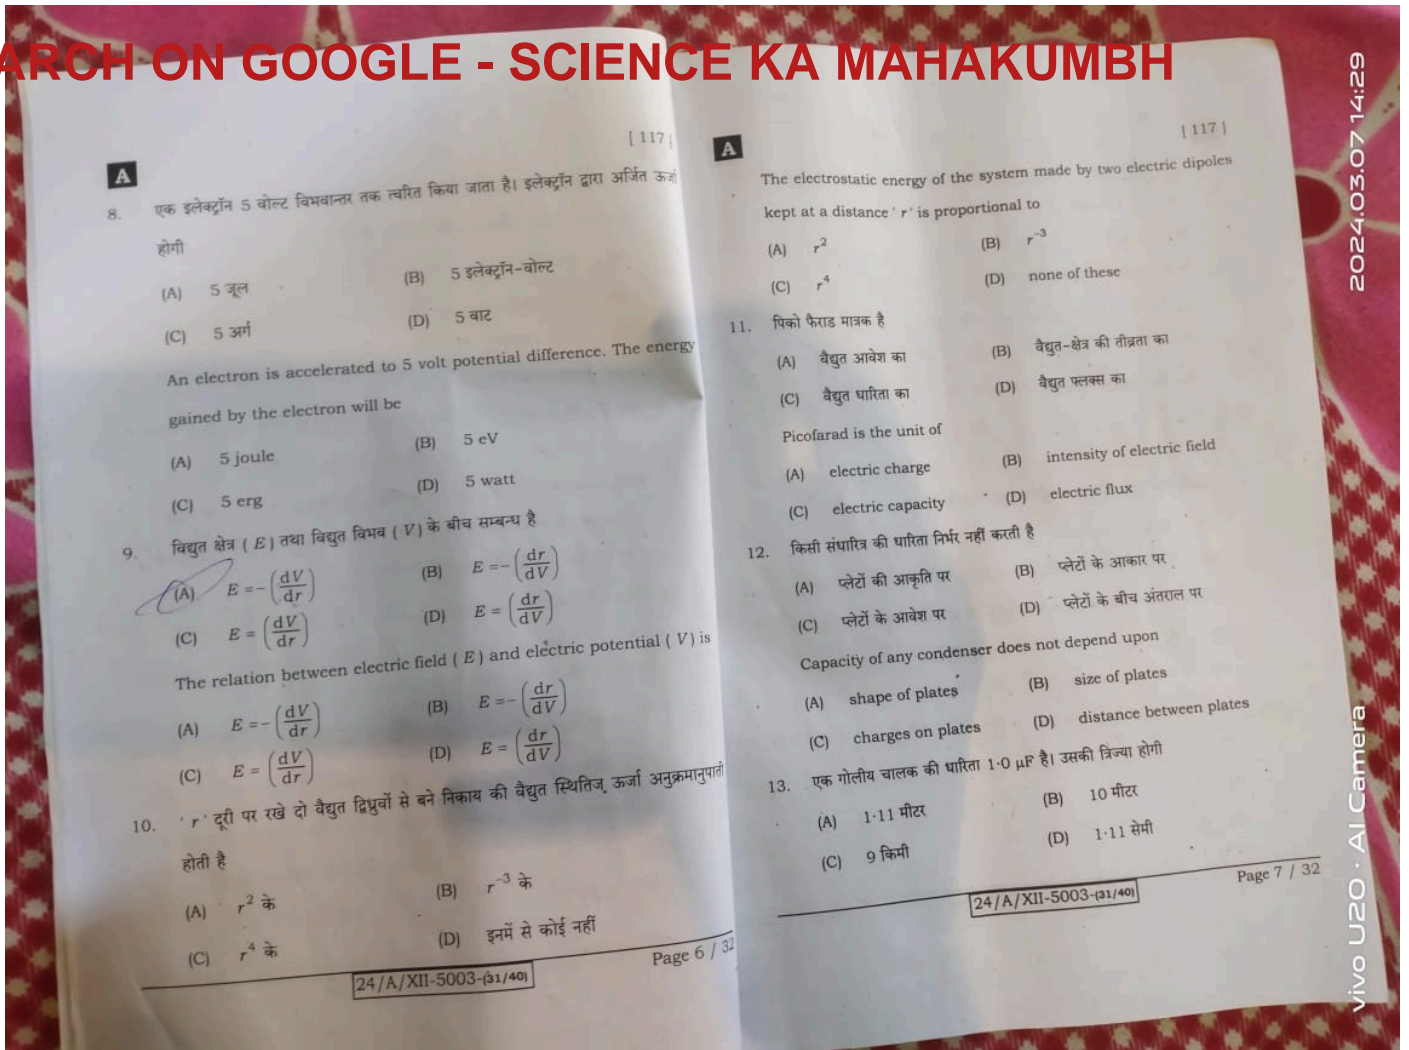 ARCH ON GOOGLE - SCIENCE KA MAHAKUMBH
[ 117 ]
A
8. एक इलेक्ट्रॉन 5 वोल्ट विभवान्तर तक त्वरित किया जाता है। इलेक्ट्रॉन द्वारा अर्जित ऊर्जा
होगी
(A) 5 जूल (B) 5 इलेक्ट्रॉन-वोल्ट
(C) 5 अर्ग (D) 5 वाट
An electron is accelerated to 5 volt potential difference. The energy
gained by the electron will be
(A) 5 joule (B) 5 eV
(C) 5 erg (D) 5 watt
9. विद्युत क्षेत्र ( E ) तथा विद्युत विभव ( V ) के बीच सम्बन्ध है
(A) E = -(dV/dr) (B) E = -(dr/dV)
(C) E = (dV/dr) (D) E = (dr/dV)
The relation between electric field ( E ) and electric potential ( V ) is
(A) E = -(dV/dr) (B) E = -(dr/dV)
(C) E = (dV/dr) (D) E = (dr/dV)
10. ' r ' दूरी पर रखे दो वैद्युत द्विध्रुवों से बने निकाय की वैद्युत स्थितिज ऊर्जा अनुक्रमानुपाती
होती है
(A) r² के (B) r⁻³ के
(C) r⁴ के (D) इनमें से कोई नहीं
24/A/XII-5003-(31/40)
Page 6 / 32
[ 117 ]
A
The electrostatic energy of the system made by two electric dipoles
kept at a distance ' r ' is proportional to
(A) r² (B) r⁻³
(C) r⁴ (D) none of these
11. पिको फैराड मात्रक है
(A) वैद्युत आवेश का (B) वैद्युत-क्षेत्र की तीव्रता का
(C) वैद्युत धारिता का (D) वैद्युत फ्लक्स का
Picofarad is the unit of
(A) electric charge (B) intensity of electric field
(C) electric capacity (D) electric flux
12. किसी संधारित्र की धारिता निर्भर नहीं करती है
(A) प्लेटों की आकृति पर (B) प्लेटों के आकार पर
(C) प्लेटों के आवेश पर (D) प्लेटों के बीच अंतराल पर
Capacity of any condenser does not depend upon
(A) shape of plates (B) size of plates
(C) charges on plates (D) distance between plates
13. एक गोलीय चालक की धारिता 1·0 μF है। उसकी त्रिज्या होगी
(A) 1·11 मीटर (B) 10 मीटर
(C) 9 किमी (D) 1·11 सेमी
24/A/XII-5003-(31/40)
Page 7 / 32
2024.03.07 14:29
vivo U20 · AI Camera